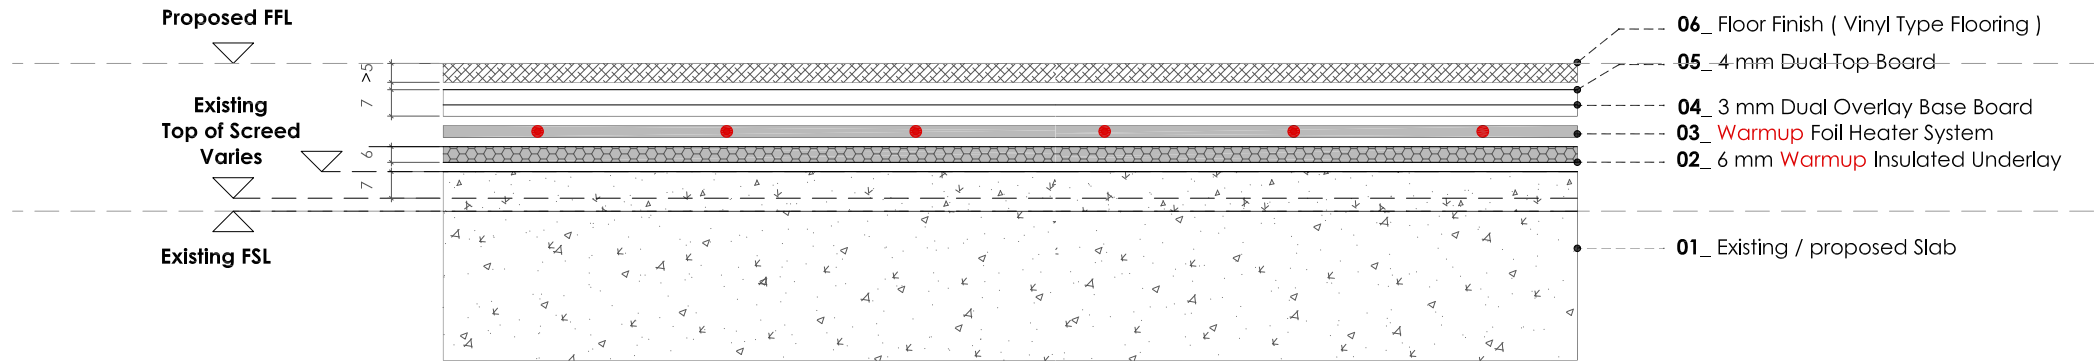 Proposed FFL
Existing
Top of Screed
Varies
Existing FSL
>5
7
6
7
06_ Floor Finish ( Vinyl Type Flooring )
05_ 4 mm Dual Top Board
04_ 3 mm Dual Overlay Base Board
03_ Warmup Foil Heater System
02_ 6 mm Warmup Insulated Underlay
01_ Existing / proposed Slab